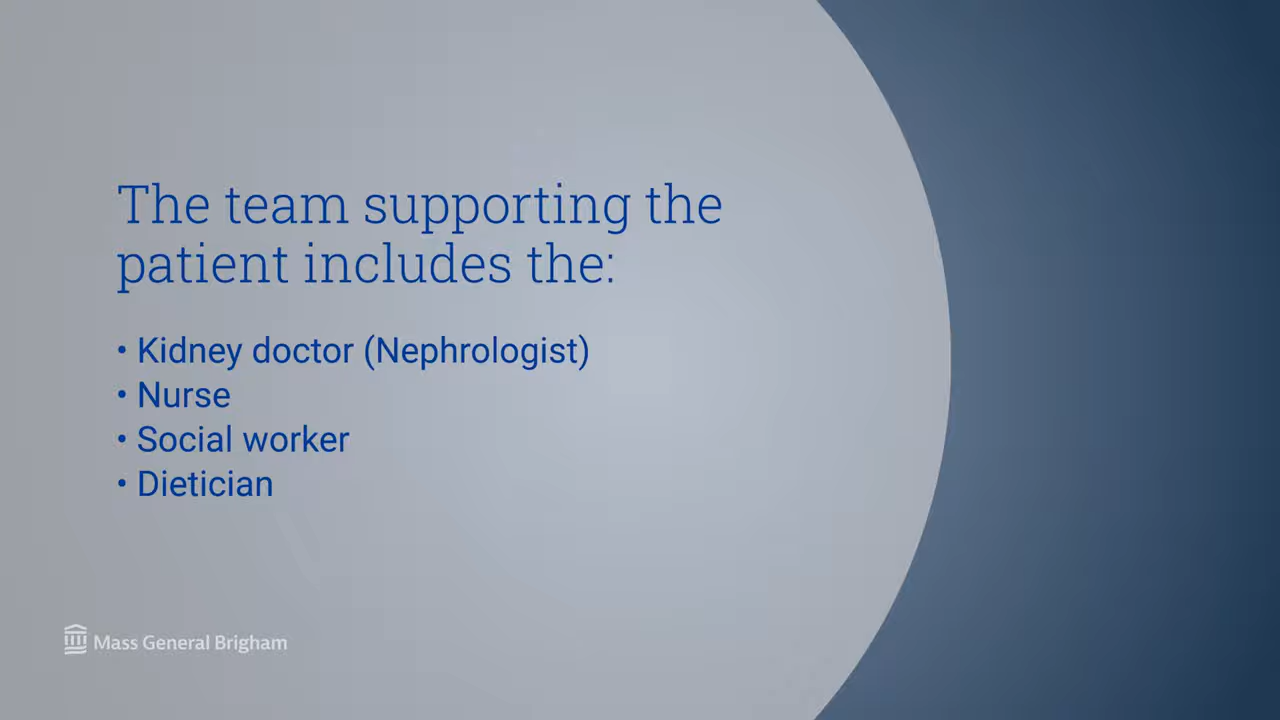 The team supporting the
patient includes the:
• Kidney doctor (Nephrologist)
• Nurse
• Social worker
• Dietician
Mass General Brigham